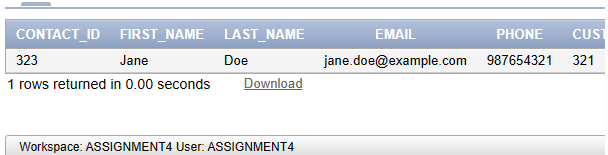 CONTACT_ID FIRST_NAME LAST_NAME EMAIL PHONE CUST
323 Jane Doe jane.doe@example.com 987654321 321
1 rows returned in 0.00 seconds Download
Workspace: ASSIGNMENT4 User: ASSIGNMENT4